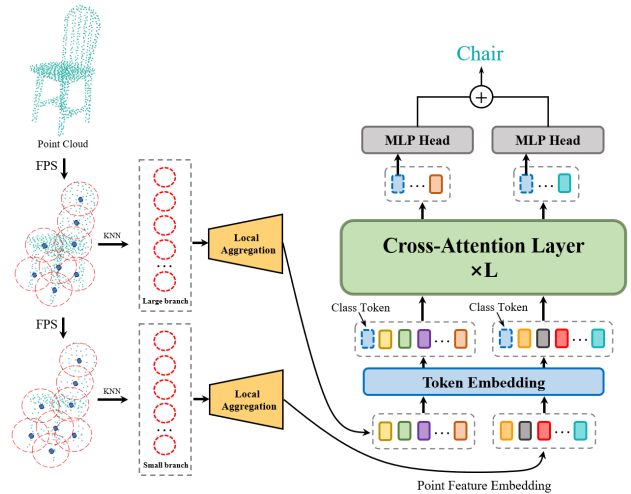 Point Cloud
FPS
KNN
Large branch
...
Local
Aggregation
FPS
KNN
Small branch
...
Local
Aggregation
Chair
+
MLP Head
MLP Head
...
...
Cross-Attention Layer
×L
Class Token
Class Token
...
...
Token Embedding
...
...
Point Feature Embedding